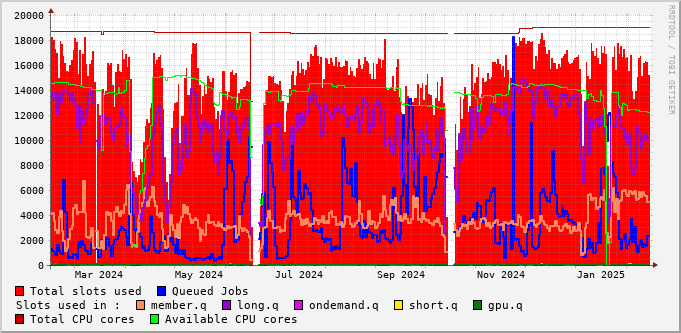 20000
18000
16000
14000
12000
10000
8000
6000
4000
2000
0
Mar 2024 May 2024 Jul 2024 Sep 2024 Nov 2024 Jan 2025
RRDTOOL / TOBI OETIKER
Total slots used Queued Jobs
Slots used in : member.q long.q ondemand.q short.q gpu.q
Total CPU cores Available CPU cores